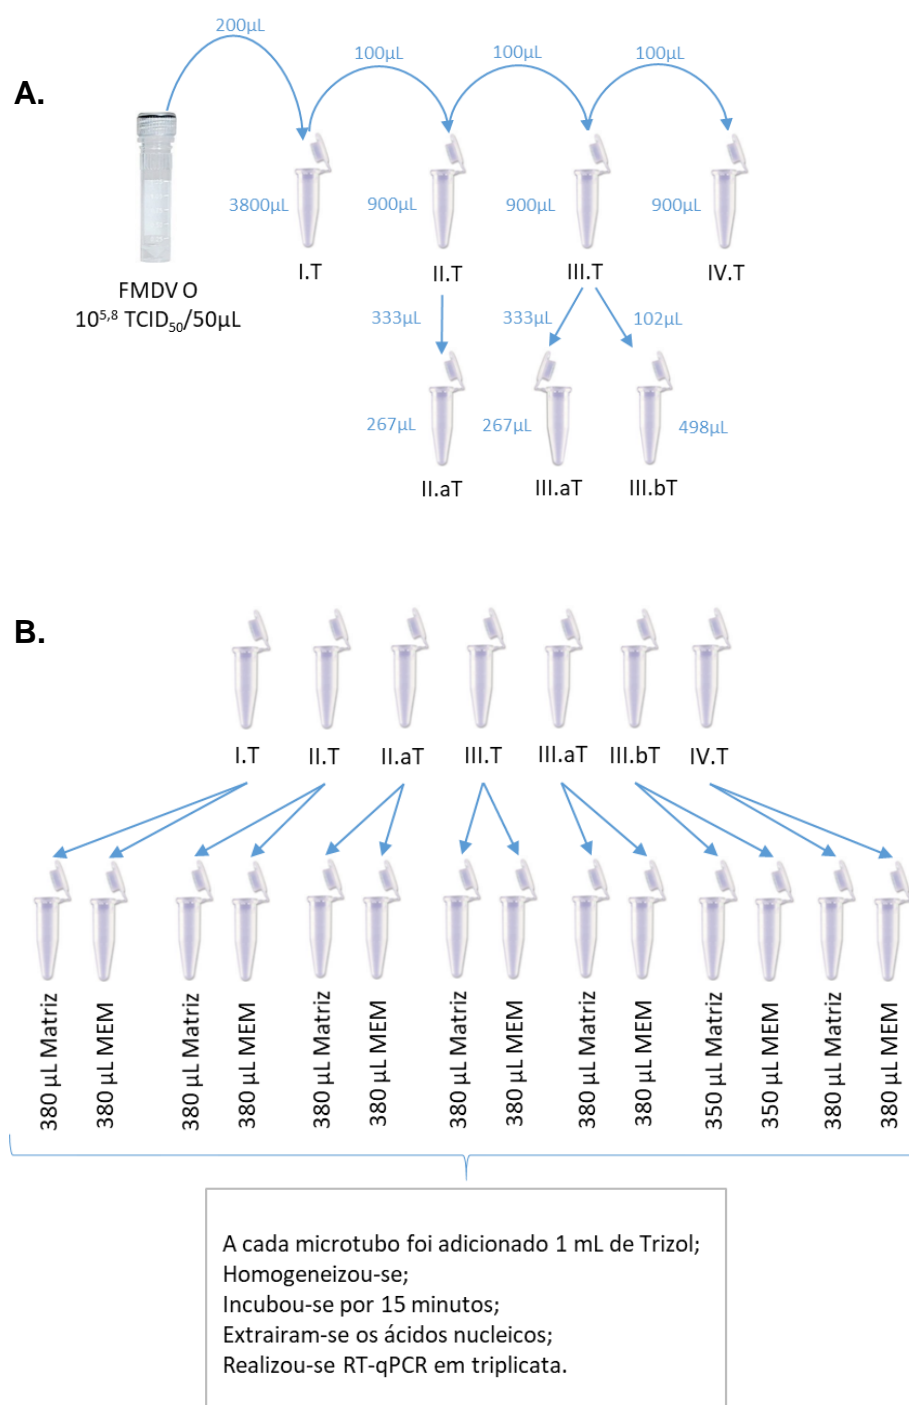 A.
200µL
100µL
100µL
100µL
3800µL
900µL
900µL
900µL
I.T
II.T
III.T
IV.T
FMDV O
10^5,8 TCID50/50µL
333µL
333µL
102µL
267µL
267µL
498µL
II.aT
III.aT
III.bT
B.
I.T
II.T
II.aT
III.T
III.aT
III.bT
IV.T
380 µL Matriz
380 µL MEM
380 µL Matriz
380 µL MEM
380 µL Matriz
380 µL MEM
380 µL Matriz
380 µL MEM
380 µL Matriz
380 µL MEM
350 µL Matriz
350 µL MEM
380 µL Matriz
380 µL MEM
A cada microtubo foi adicionado 1 mL de Trizol;
Homogeneizou-se;
Incubou-se por 15 minutos;
Extrairam-se os ácidos nucleicos;
Realizou-se RT-qPCR em triplicata.